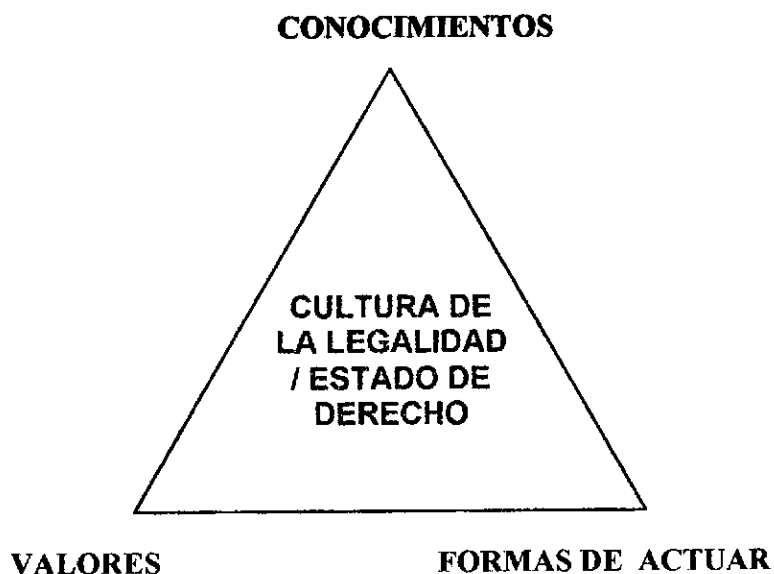 CONOCIMIENTOS
CULTURA DE
LA LEGALIDAD
/ ESTADO DE
DERECHO
VALORES
FORMAS DE ACTUAR